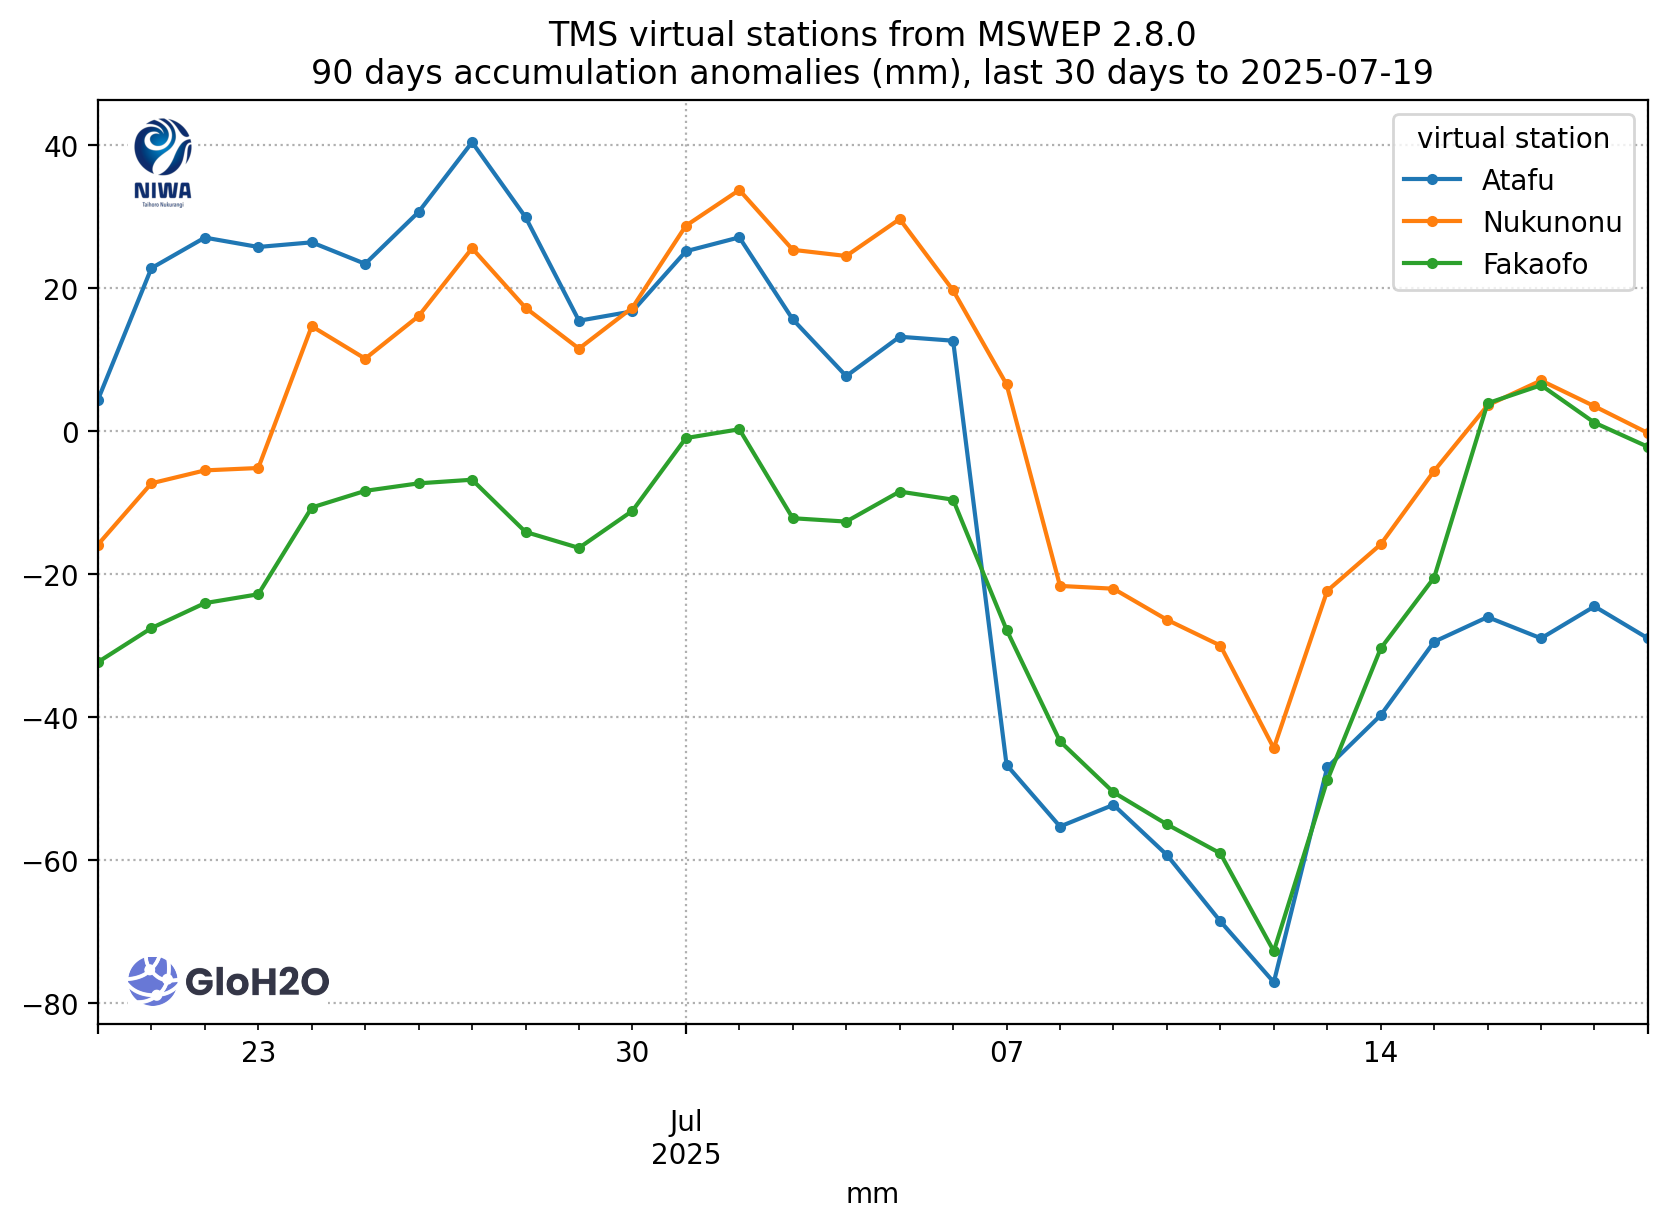 TMS virtual stations from MSWEP 2.8.0
90 days accumulation anomalies (mm), last 30 days to 2025-07-19
NIWA
Taihoro Nukurangi
virtual station
Atafu
Nukunonu
Fakaofo
40
20
0
−20
−40
−60
−80
GloH2O
23
30
07
14
Jul
2025
mm